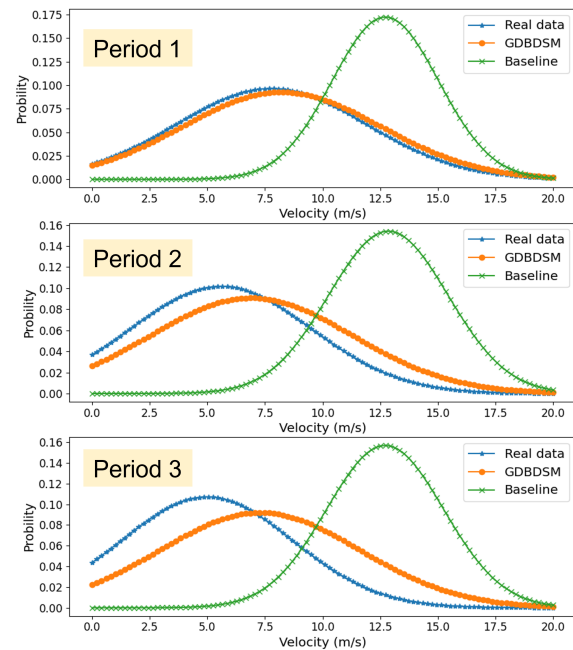 Period 1
Real data
GDBDSM
Baseline
Probility
0.175
0.150
0.125
0.100
0.075
0.050
0.025
0.000
0.0 2.5 5.0 7.5 10.0 12.5 15.0 17.5 20.0
Velocity (m/s)
Period 2
Real data
GDBDSM
Baseline
Probility
0.16
0.14
0.12
0.10
0.08
0.06
0.04
0.02
0.00
0.0 2.5 5.0 7.5 10.0 12.5 15.0 17.5 20.0
Velocity (m/s)
Period 3
Real data
GDBDSM
Baseline
Probility
0.16
0.14
0.12
0.10
0.08
0.06
0.04
0.02
0.00
0.0 2.5 5.0 7.5 10.0 12.5 15.0 17.5 20.0
Velocity (m/s)